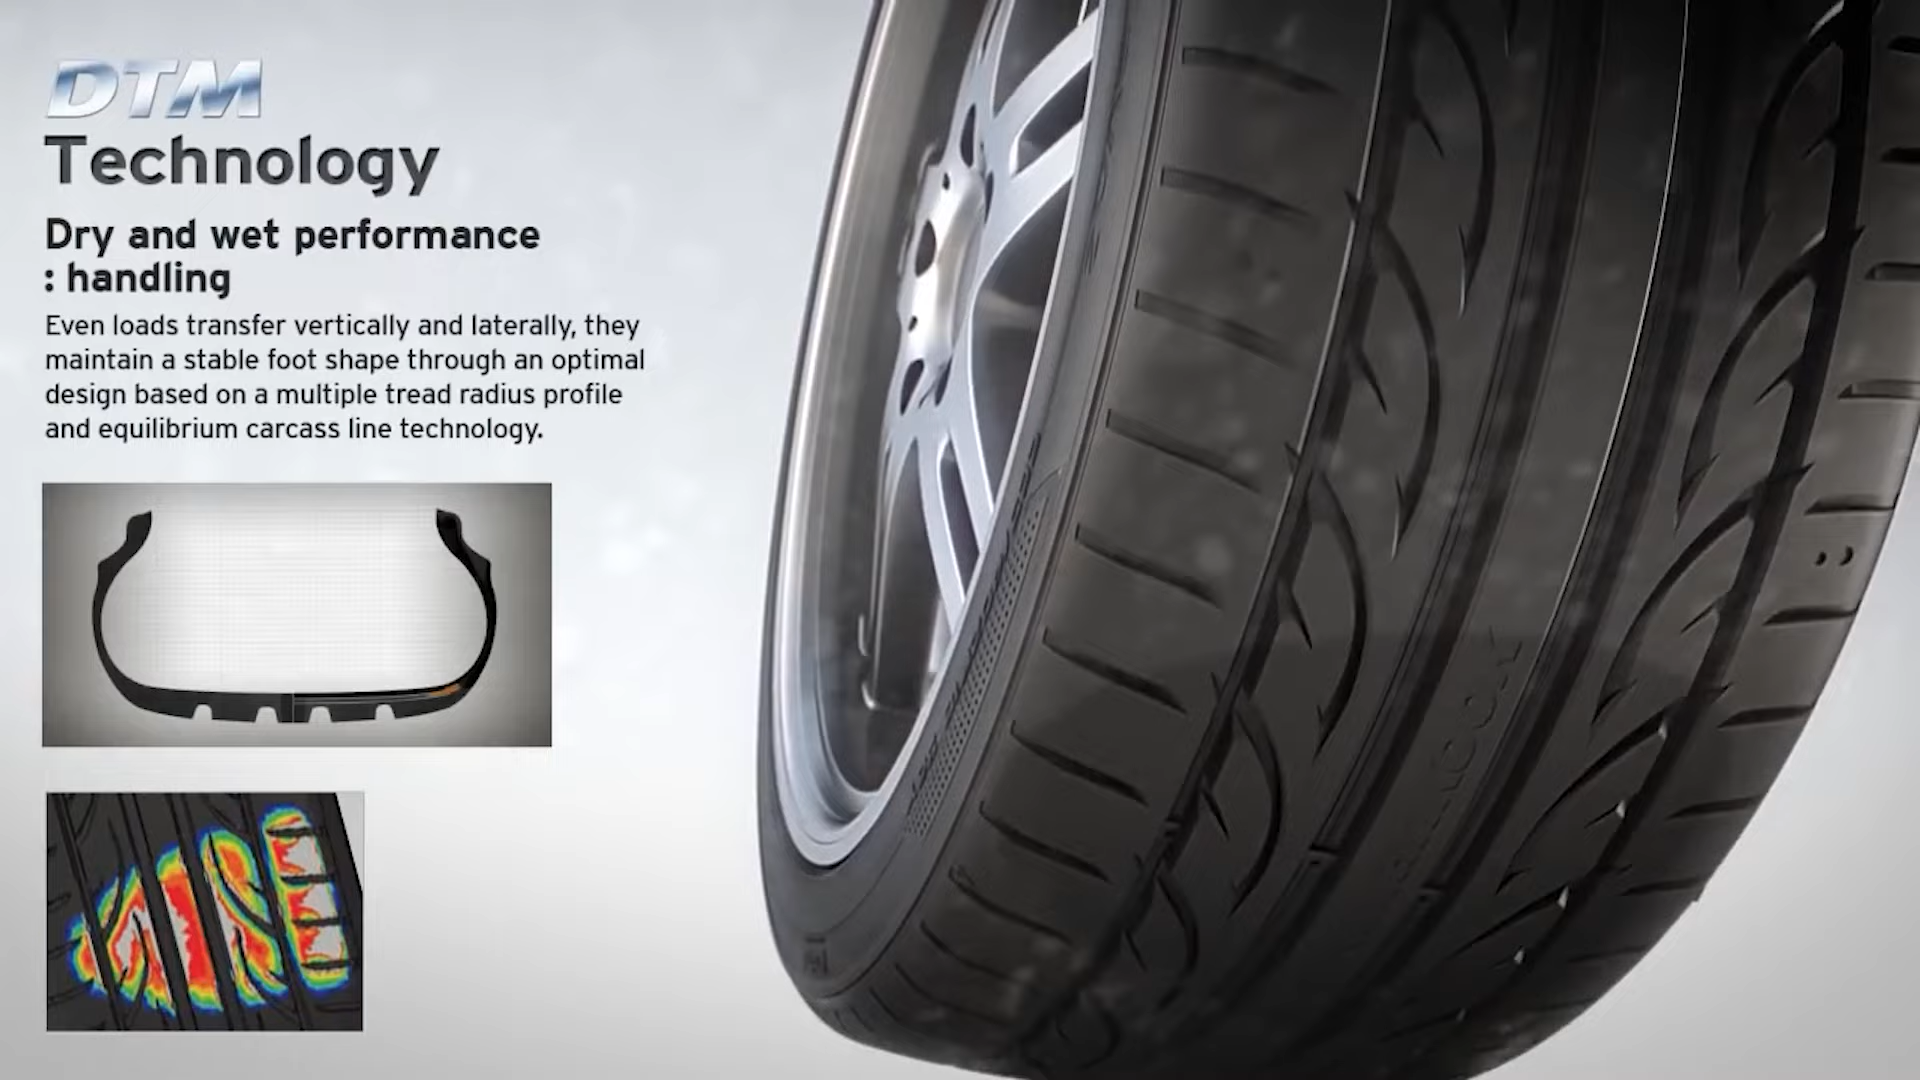 DTM
Technology
Dry and wet performance
: handling
Even loads transfer vertically and laterally, they
maintain a stable foot shape through an optimal
design based on a multiple tread radius profile
and equilibrium carcass line technology.